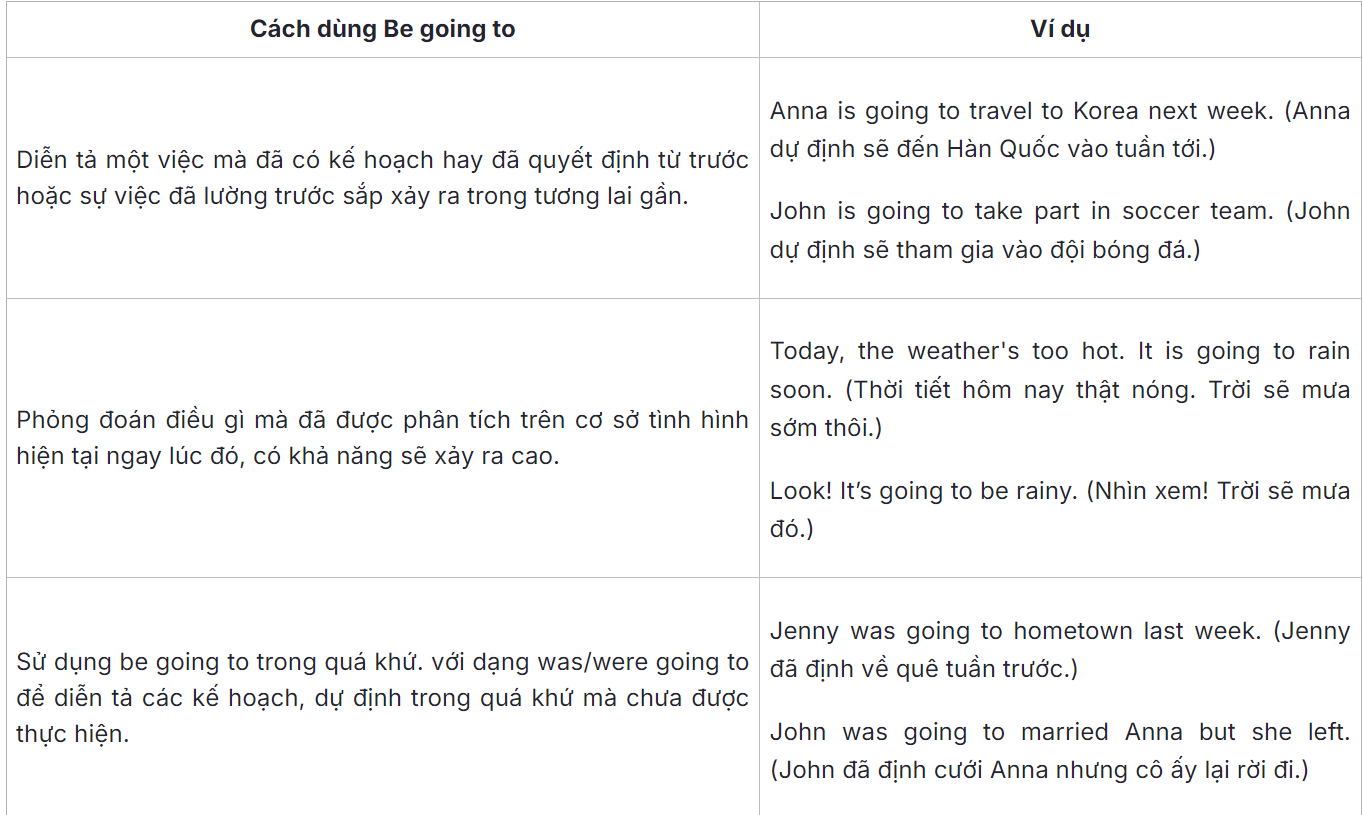 Cách dùng Be going to
Ví dụ
Diễn tả một việc mà đã có kế hoạch hay đã quyết định từ trước
hoặc sự việc đã lường trước sắp xảy ra trong tương lai gần.
Anna is going to travel to Korea next week. (Anna
dự định sẽ đến Hàn Quốc vào tuần tới.)
John is going to take part in soccer team. (John
dự định sẽ tham gia vào đội bóng đá.)
Phỏng đoán điều gì mà đã được phân tích trên cơ sở tình hình
hiện tại ngay lúc đó, có khả năng sẽ xảy ra cao.
Today, the weather's too hot. It is going to rain
soon. (Thời tiết hôm nay thật nóng. Trời sẽ mưa
sớm thôi.)
Look! It’s going to be rainy. (Nhìn xem! Trời sẽ mưa
đó.)
Sử dụng be going to trong quá khứ. với dạng was/were going to
để diễn tả các kế hoạch, dự định trong quá khứ mà chưa được
thực hiện.
Jenny was going to hometown last week. (Jenny
đã định về quê tuần trước.)
John was going to married Anna but she left.
(John đã định cưới Anna nhưng cô ấy lại rời đi.)